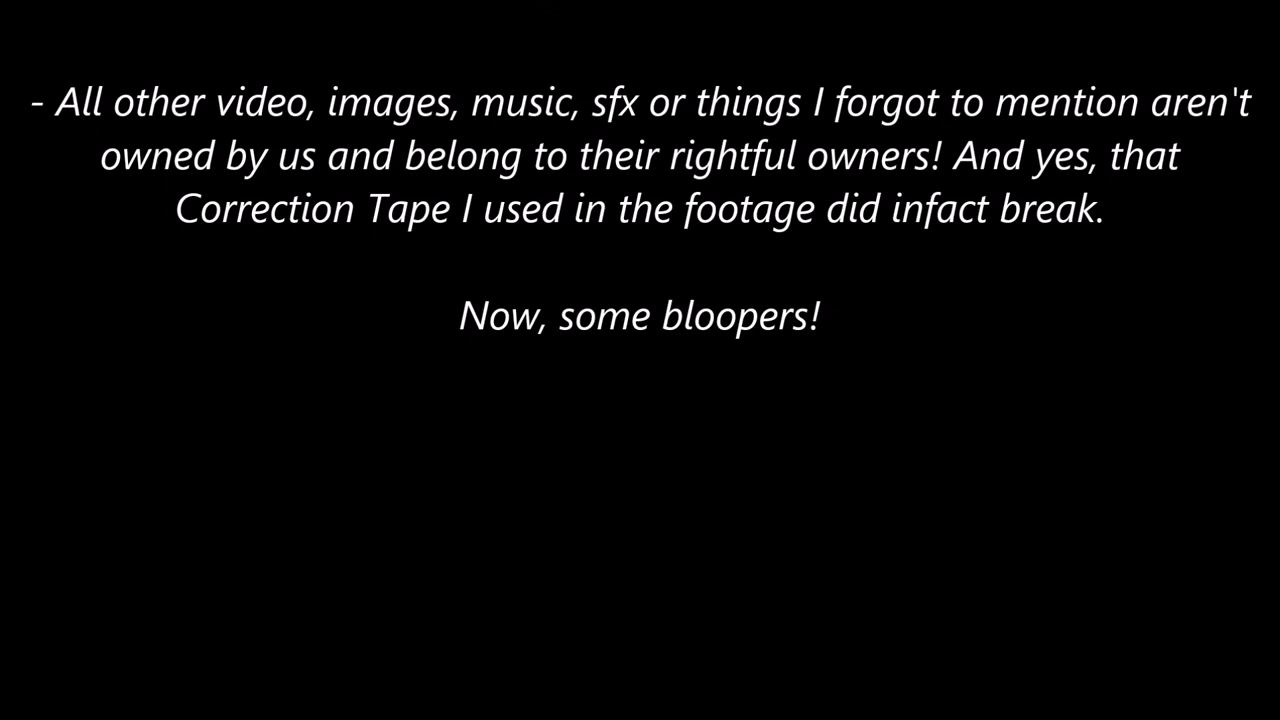 - All other video, images, music, sfx or things I forgot to mention aren't
owned by us and belong to their rightful owners! And yes, that
Correction Tape I used in the footage did infact break.
Now, some bloopers!